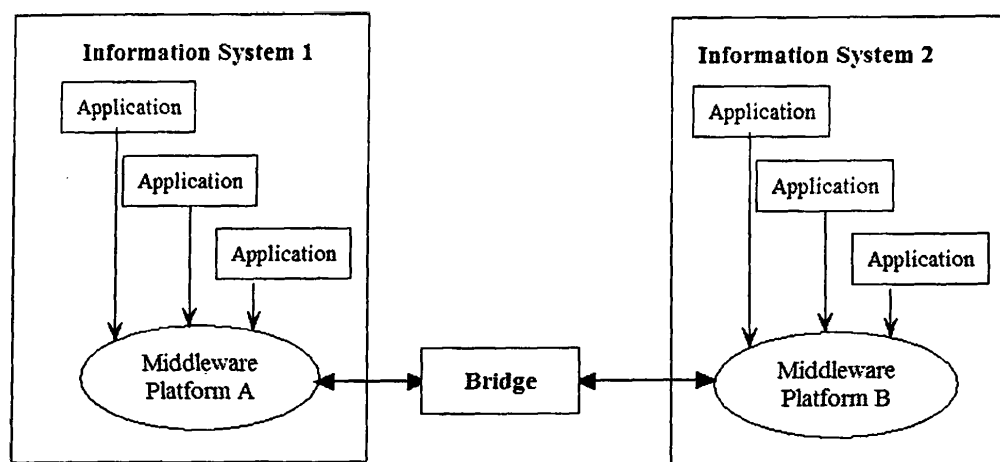 Information System 1
Application
Application
Application
Middleware
Platform A
Bridge
Information System 2
Application
Application
Application
Middleware
Platform B